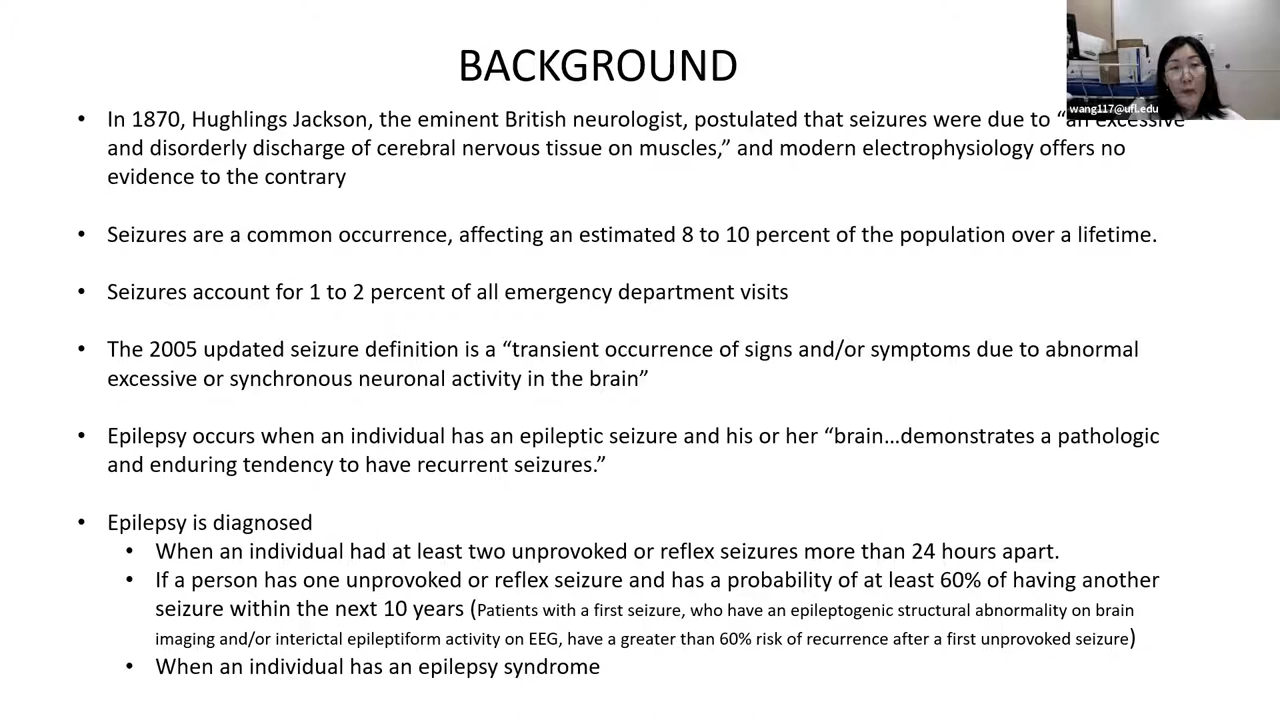 BACKGROUND
wang117@ufl.edu
• In 1870, Hughlings Jackson, the eminent British neurologist, postulated that seizures were due to “an excessive
and disorderly discharge of cerebral nervous tissue on muscles,” and modern electrophysiology offers no
evidence to the contrary
• Seizures are a common occurrence, affecting an estimated 8 to 10 percent of the population over a lifetime.
• Seizures account for 1 to 2 percent of all emergency department visits
• The 2005 updated seizure definition is a “transient occurrence of signs and/or symptoms due to abnormal
excessive or synchronous neuronal activity in the brain”
• Epilepsy occurs when an individual has an epileptic seizure and his or her “brain…demonstrates a pathologic
and enduring tendency to have recurrent seizures.”
• Epilepsy is diagnosed
• When an individual had at least two unprovoked or reflex seizures more than 24 hours apart.
• If a person has one unprovoked or reflex seizure and has a probability of at least 60% of having another
seizure within the next 10 years (Patients with a first seizure, who have an epileptogenic structural abnormality on brain
imaging and/or interictal epileptiform activity on EEG, have a greater than 60% risk of recurrence after a first unprovoked seizure)
• When an individual has an epilepsy syndrome